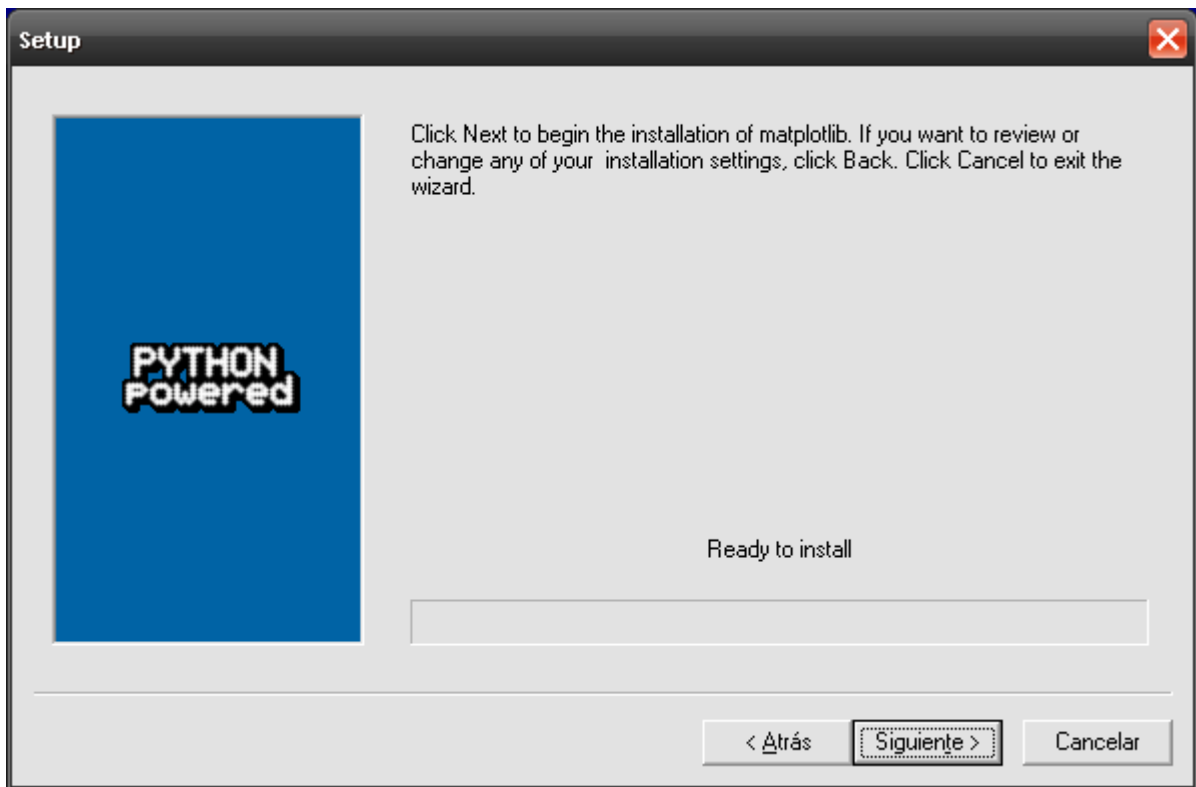 Setup
Click Next to begin the installation of matplotlib. If you want to review or
change any of your  installation settings, click Back. Click Cancel to exit the
wizard.
PYTHON
powered
Ready to install
< Atrás
Siguiente >
Cancelar